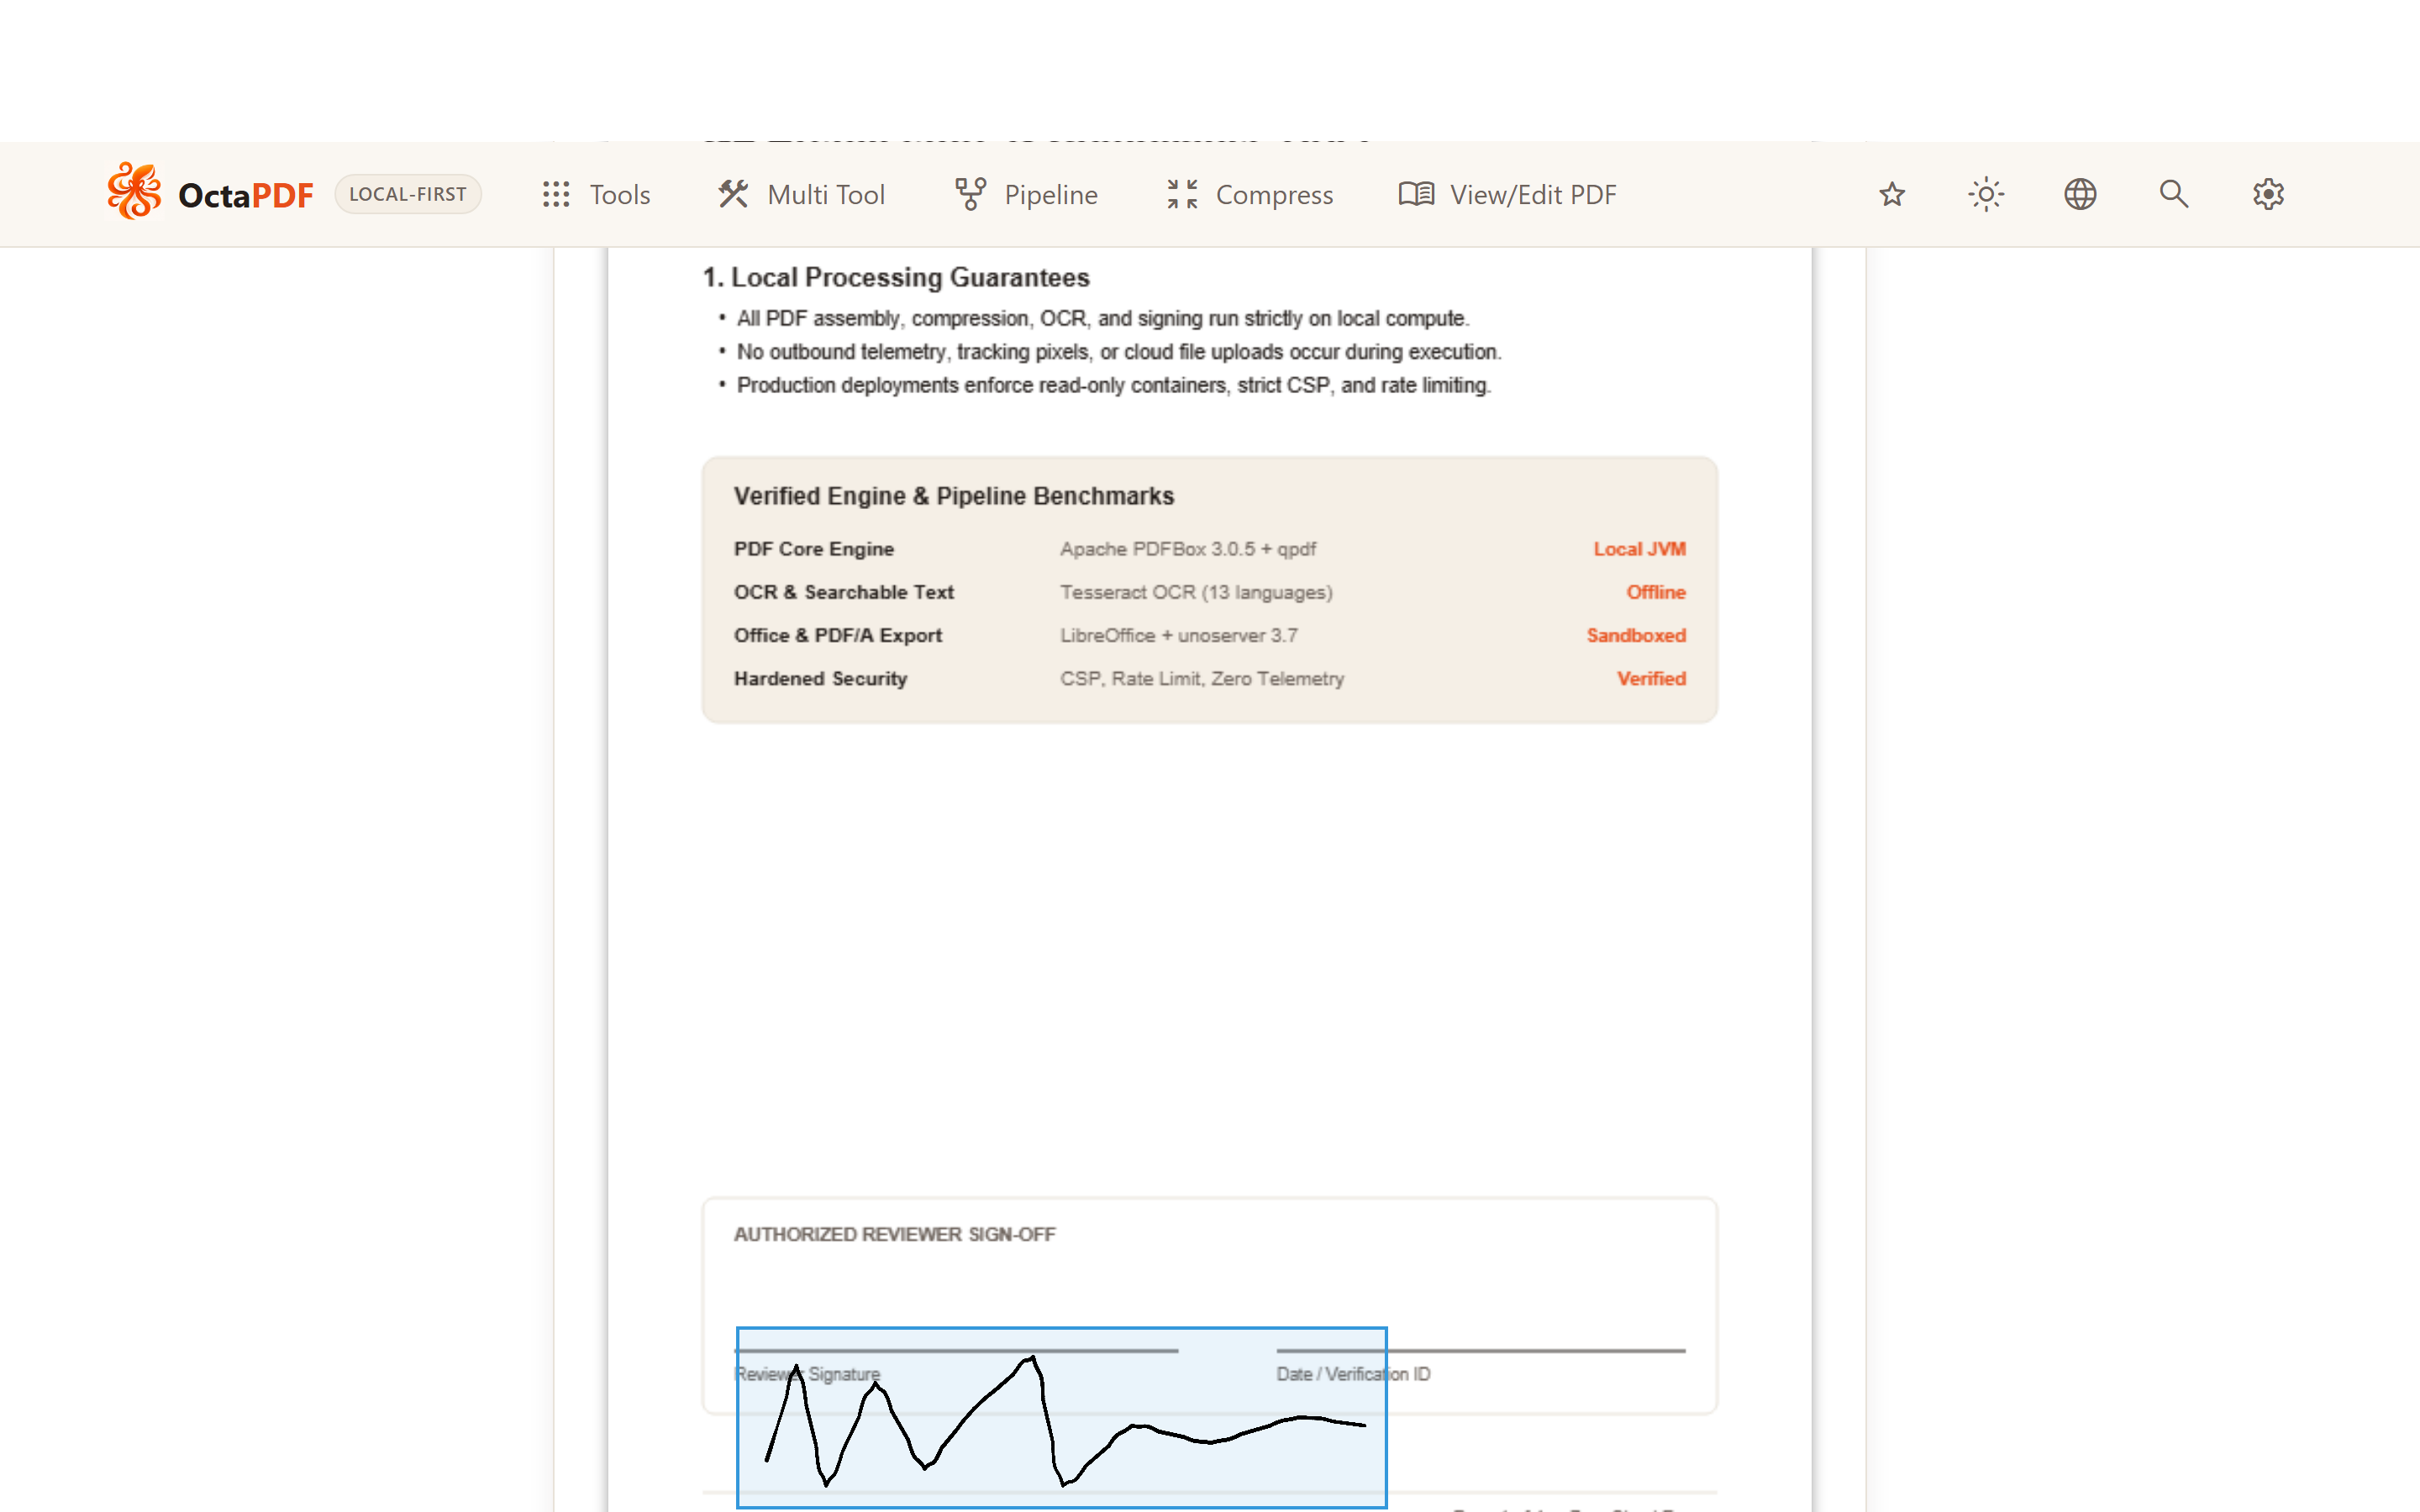 OctaPDF LOCAL-FIRST Tools Multi Tool Pipeline Compress View/Edit PDF
1. Local Processing Guarantees
• All PDF assembly, compression, OCR, and signing run strictly on local compute.
• No outbound telemetry, tracking pixels, or cloud file uploads occur during execution.
• Production deployments enforce read-only containers, strict CSP, and rate limiting.
Verified Engine & Pipeline Benchmarks
PDF Core Engine Apache PDFBox 3.0.5 + qpdf Local JVM
OCR & Searchable Text Tesseract OCR (13 languages) Offline
Office & PDF/A Export LibreOffice + unoserver 3.7 Sandboxed
Hardened Security CSP, Rate Limit, Zero Telemetry Verified
AUTHORIZED REVIEWER SIGN-OFF
Reviewer Signature Date / Verification ID